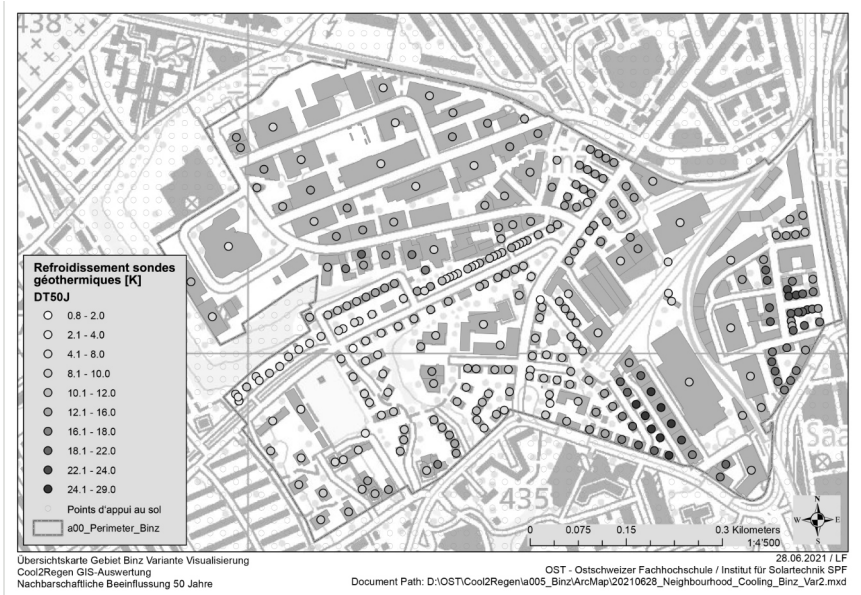 438
Gie
Saa
435
Refroidissement sondes
géothermiques [K]
DT50J
0.8 - 2.0
2.1 - 4.0
4.1 - 8.0
8.1 - 10.0
10.1 - 12.0
12.1 - 16.0
16.1 - 18.0
18.1 - 22.0
22.1 - 24.0
24.1 - 29.0
Points d'appui au sol
a00_Perimeter_Binz
0 0.075 0.15 0.3 Kilometers
1:4'500
N
W E
S
Übersichtskarte Gebiet Binz Variante Visualisierung
Cool2Regen GIS-Auswertung
Nachbarschaftliche Beeinflussung 50 Jahre
28.06.2021 / LF
OST - Ostschweizer Fachhochschule / Institut für Solartechnik SPF
Document Path: D:\OST\Cool2Regen\a005_Binz\ArcMap\20210628_Neighbourhood_Cooling_Binz_Var2.mxd